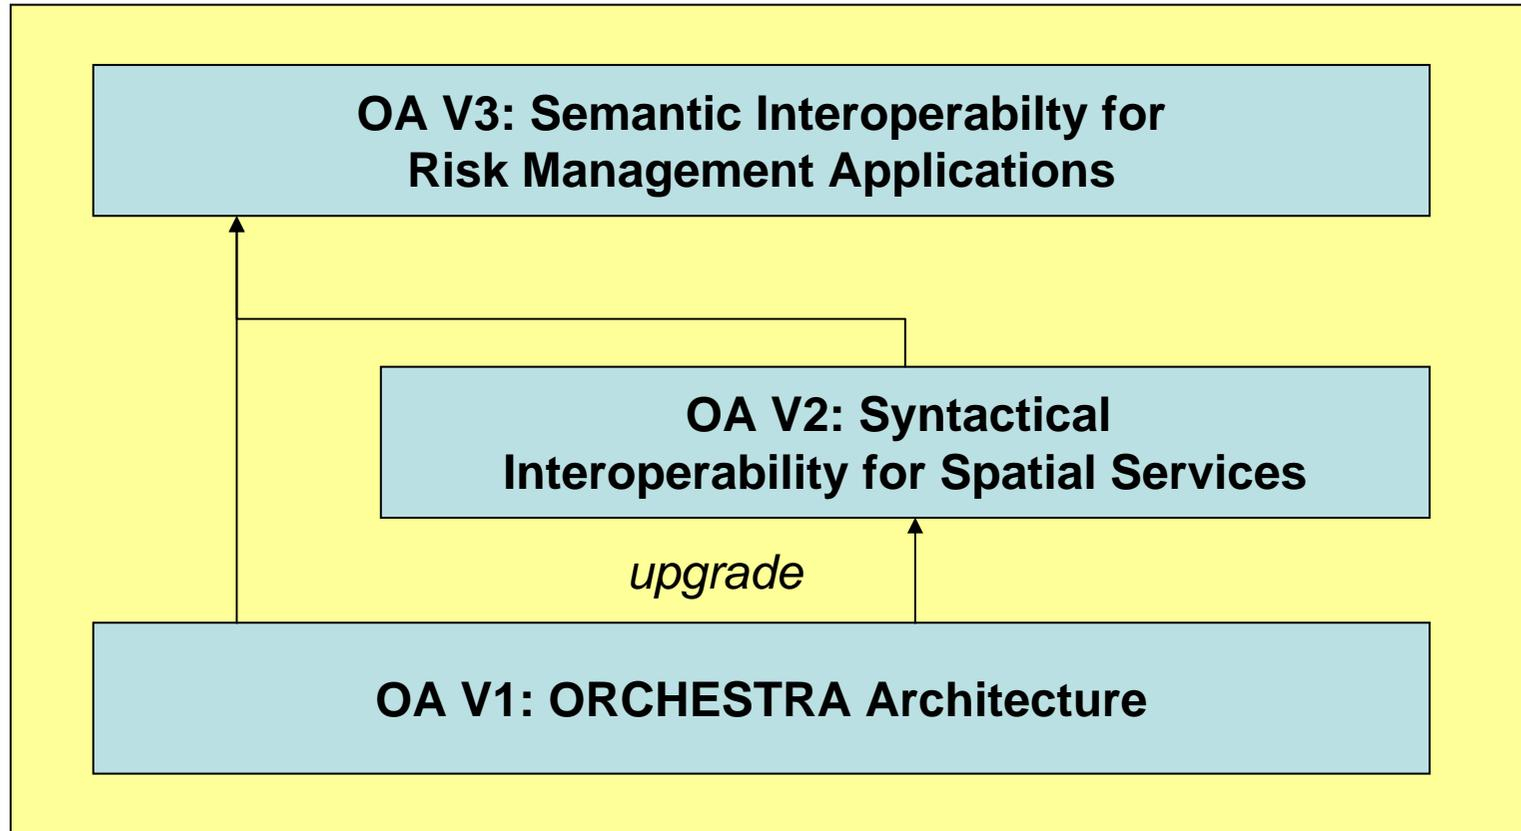 OA V3: Semantic Interoperabilty for
Risk Management Applications
OA V2: Syntactical
Interoperability for Spatial Services
upgrade
OA V1: ORCHESTRA Architecture